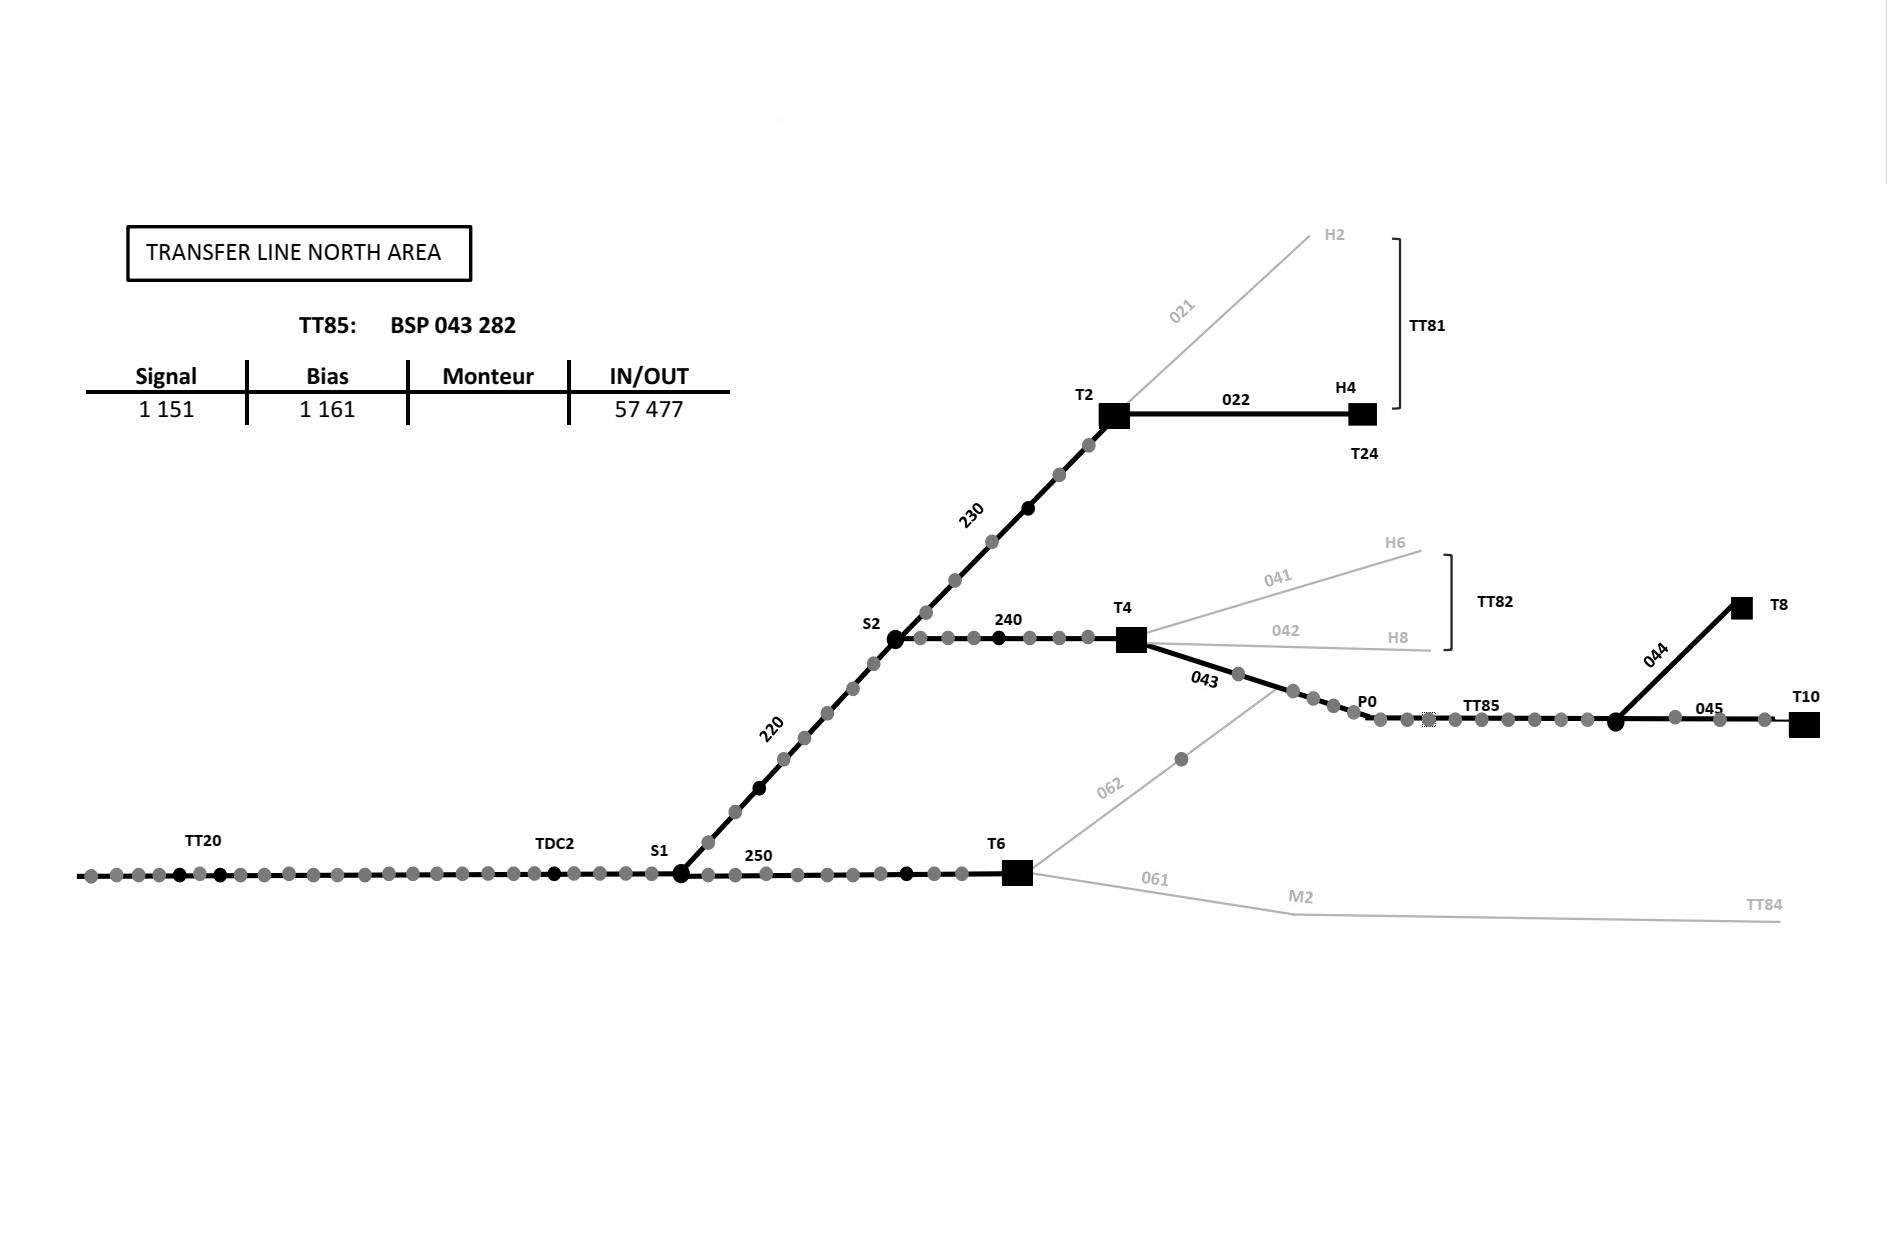 TRANSFER LINE NORTH AREA
TT85: BSP 043 282
Signal Bias Monteur IN/OUT
1 151 1 161 57 477
H2
021
TT81
T2
H4
022
T24
230
H6
041
TT82
T4
S2
240
042
H8
T8
044
043
P0
TT85
045
T10
220
062
TT20
TDC2
S1
250
T6
061
M2
TT84